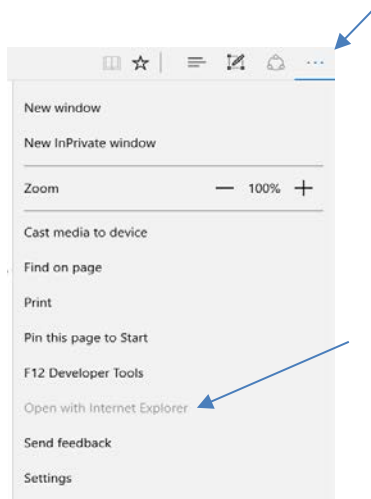 New window
New InPrivate window
Zoom — 100% +
Cast media to device
Find on page
Print
Pin this page to Start
F12 Developer Tools
Open with Internet Explorer
Send feedback
Settings